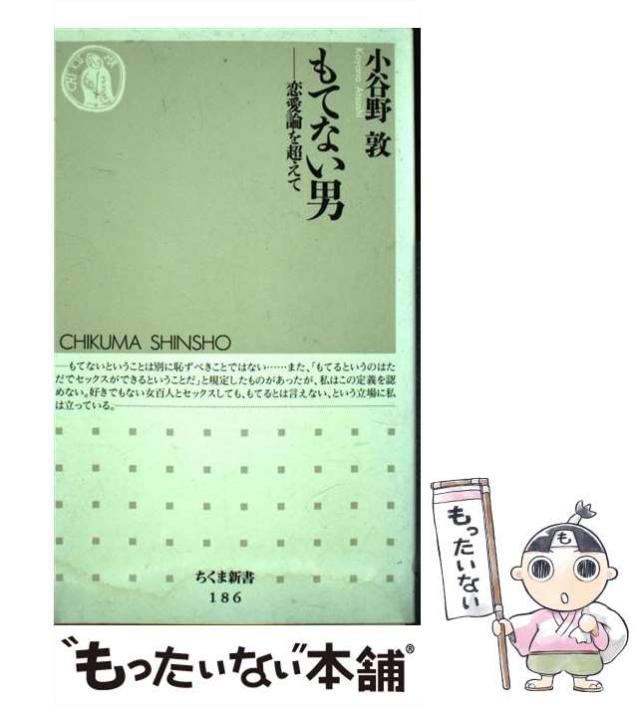 小谷野 敦
Koyano Atsushi
もてない男
――恋愛論を超えて
CHIKUMA SHINSHO
―もてないということは別に恥ずべきことではない……また、「もてるというのはた
だでセックスができるということだ」と規定したものがあったが、私はこの定義を認
めない。好きでもない女百人とセックスしても、もてるとは言えない、という立場に私
は立っている。―
ちくま新書
186
“もったいない”本舗®
もったいない
も